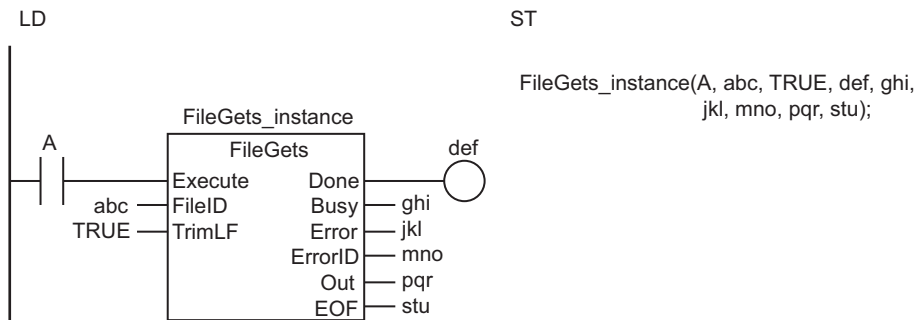 LD
ST
FileGets_instance(A, abc, TRUE, def, ghi,
jkl, mno, pqr, stu);
FileGets_instance
A
FileGets
def
Execute
Done
abc
FileID
Busy
ghi
TRUE
TrimLF
Error
jkl
ErrorID
mno
Out
pqr
EOF
stu